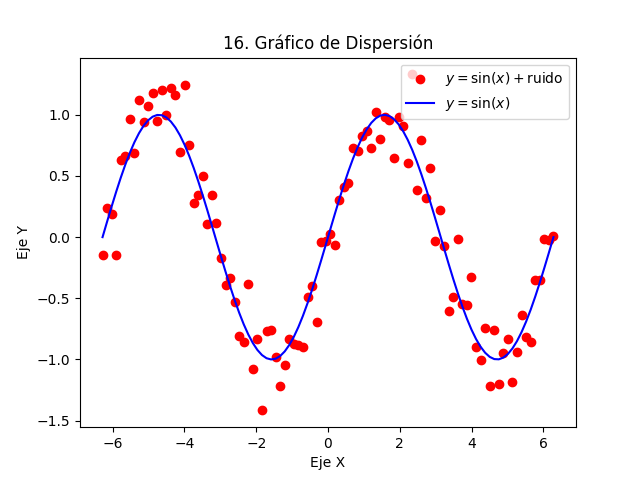 16. Gráfico de Dispersión
y = sin(x) + ruido
y = sin(x)
Eje Y
1.0
0.5
0.0
−0.5
−1.0
−1.5
−6 −4 −2 0 2 4 6
Eje X